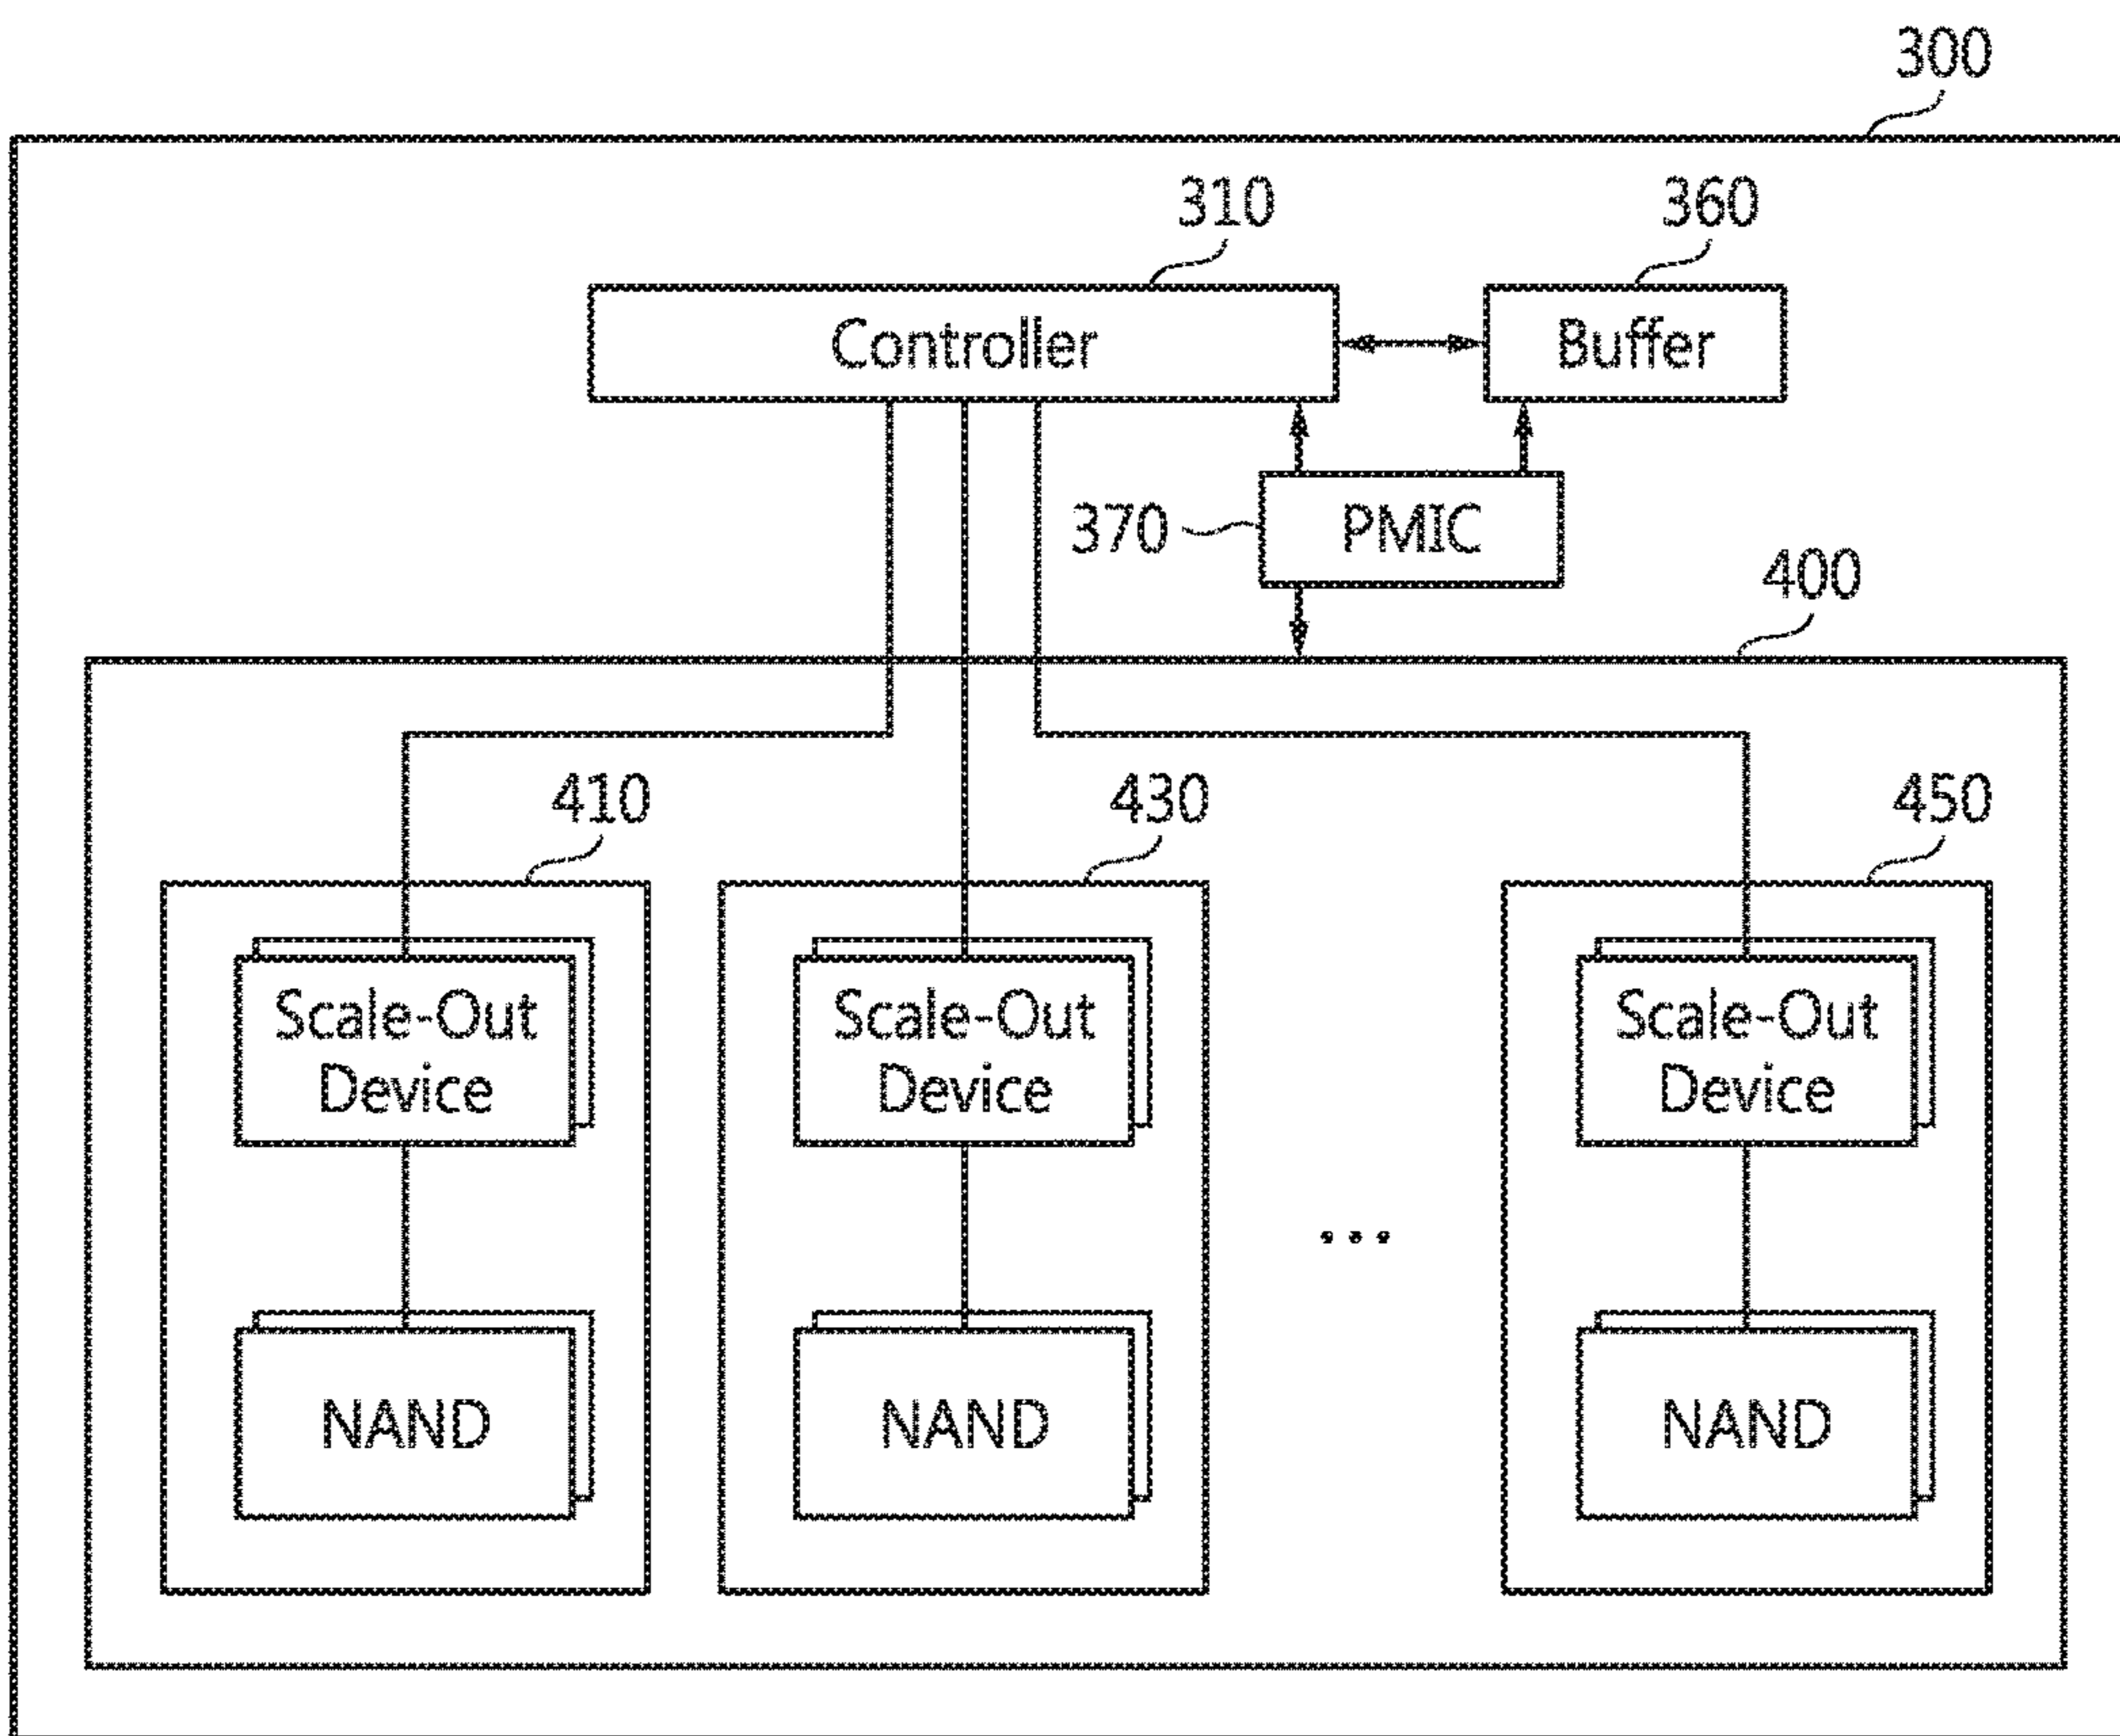 300
310
360
Controller
Buffer
370
PMIC
400
410
430
450
Scale-Out
Device
Scale-Out
Device
Scale-Out
Device
...
NAND
NAND
NAND